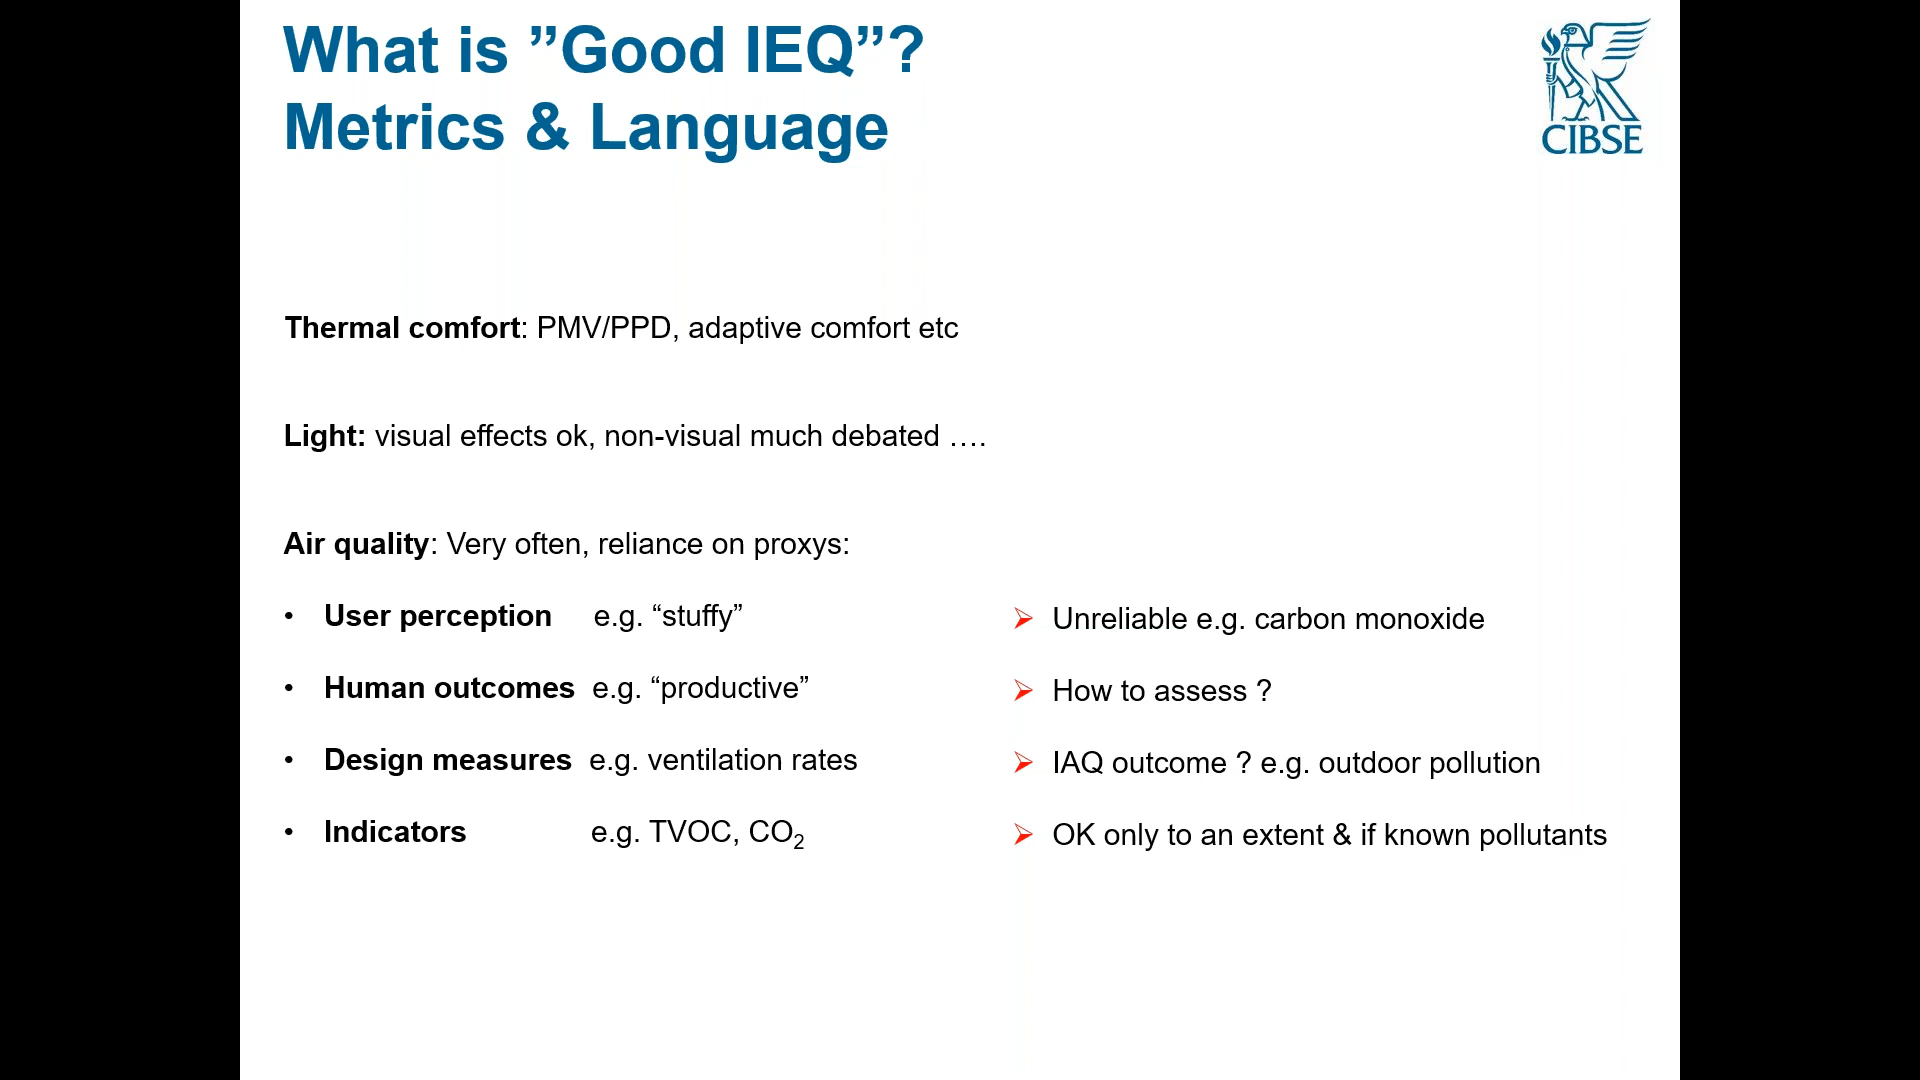 What is ”Good IEQ”?
Metrics & Language
CIBSE
Thermal comfort: PMV/PPD, adaptive comfort etc
Light: visual effects ok, non-visual much debated ….
Air quality: Very often, reliance on proxys:
• User perception e.g. “stuffy” ➢ Unreliable e.g. carbon monoxide
• Human outcomes e.g. “productive” ➢ How to assess ?
• Design measures e.g. ventilation rates ➢ IAQ outcome ? e.g. outdoor pollution
• Indicators e.g. TVOC, CO₂ ➢ OK only to an extent & if known pollutants